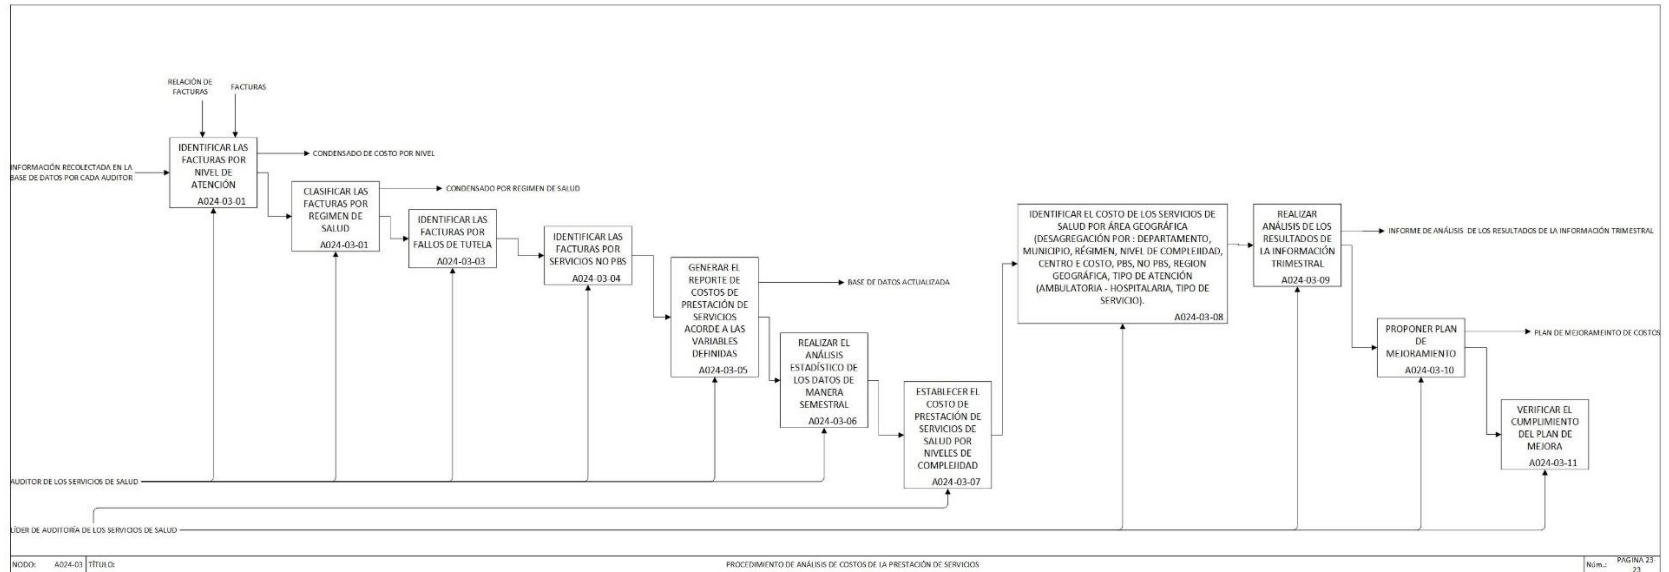 RELACIÓN DE
FACTURAS
FACTURAS
INFORMACIÓN RECOLECTADA EN LA
BASE DE DATOS POR CADA AUDITOR
IDENTIFICAR LAS
FACTURAS POR
NIVEL DE
ATENCIÓN
A024-03-01
CONDENSADO DE COSTO POR NIVEL
CLASIFICAR LAS
FACTURAS POR
REGIMEN DE
SALUD
A024-03-01
CONDENSADO POR REGIMEN DE SALUD
IDENTIFICAR LAS
FACTURAS POR
FALLOS DE TUTELA
A024-03-03
IDENTIFICAR LAS
FACTURAS POR
SERVICIOS NO PBS
A024-03-04
GENERAR EL
REPORTE DE
COSTOS DE
PRESTACIÓN DE
SERVICIOS
ACORDE A LAS
VARIABLES
DEFINIDAS
A024-03-05
BASE DE DATOS ACTUALIZADA
REALIZAR EL
ANÁLISIS
ESTADÍSTICO DE
LOS DATOS DE
MANERA
SEMESTRAL
A024-03-06
ESTABLECER EL
COSTO DE
PRESTACIÓN DE
SERVICIOS DE
SALUD POR
NIVELES DE
COMPLEJIDAD
A024-03-07
IDENTIFICAR EL COSTO DE LOS SERVICIOS DE
SALUD POR ÁREA GEOGRÁFICA
(DESAGREGACIÓN POR : DEPARTAMENTO,
MUNICIPIO, RÉGIMEN, NIVEL DE COMPLEJIDAD,
CENTRO E COSTO, PBS, NO PBS, REGION
GEOGRÁFICA, TIPO DE ATENCIÓN
(AMBULATORIA - HOSPITALARIA, TIPO DE
SERVICIO).
A024-03-08
REALIZAR
ANÁLISIS DE LOS
RESULTADOS DE
LA INFORMACIÓN
TRIMESTRAL
A024-03-09
INFORME DE ANÁLISIS DE LOS RESULTADOS DE LA INFORMACIÓN TRIMESTRAL
PROPONER PLAN
DE
MEJORAMIENTO
A024-03-10
PLAN DE MEJORAMEINTO DE COSTOS
VERIFICAR EL
CUMPLIMIENTO
DEL PLAN DE
MEJORA
A024-03-11
AUDITOR DE LOS SERVICIOS DE SALUD
LÍDER DE AUDITORÍA DE LOS SERVICIOS DE SALUD
NODO: A024-03 TÍTULO: PROCEDIMIENTO DE ANÁLISIS DE COSTOS DE LA PRESTACIÓN DE SERVICIOS Núm.: PAGINA 23-
23